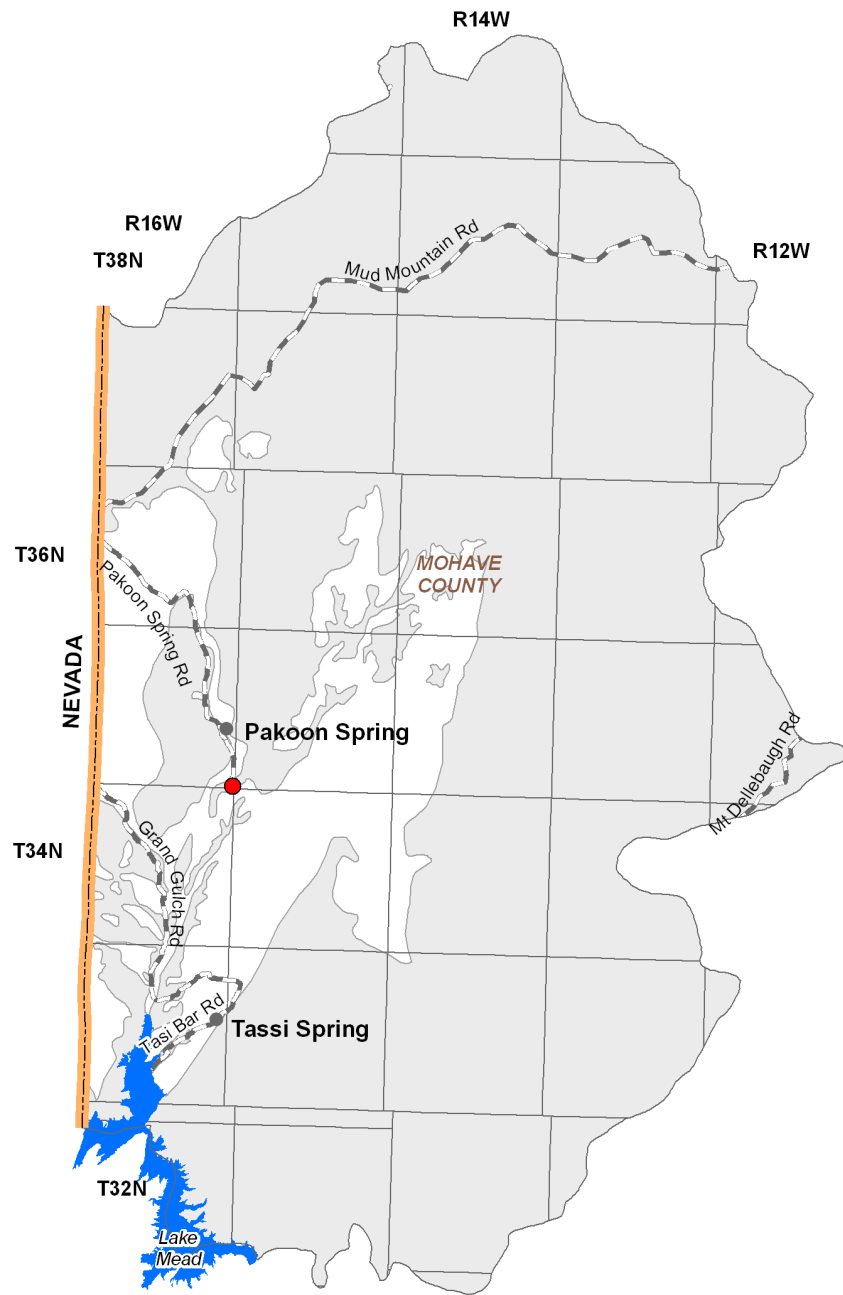 R14W
R16W
T38N
Mud Mountain Rd
R12W
T36N
MOHAVE
COUNTY
Pakoon Spring Rd
NEVADA
Pakoon Spring
Mt Dellebaugh Rd
T34N
Grand Gulch Rd
Tasi Bar Rd
Tassi Spring
T32N
Lake
Mead